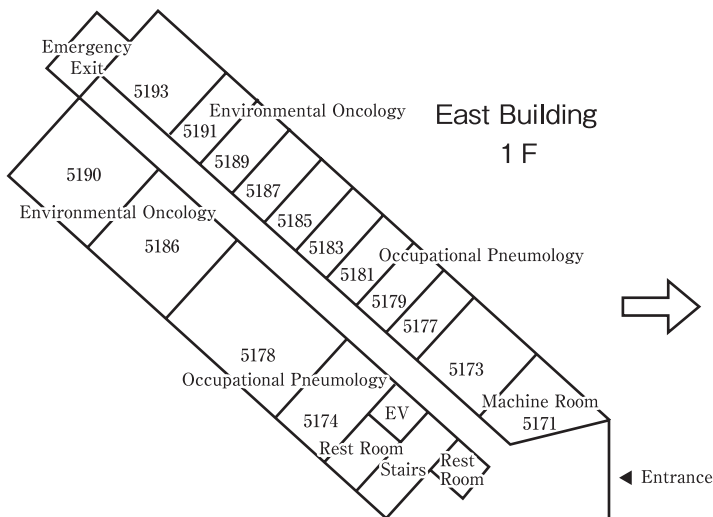 Emergency
Exit
5193
Environmental Oncology
5191
East Building
1 F
5189
5190
5187
Environmental Oncology
5185
5186
5183
Occupational Pneumology
5181
5179
5177
5178
5173
Occupational Pneumology
Machine Room
5171
5174
EV
Rest Room
Stairs
Rest
Room
Entrance